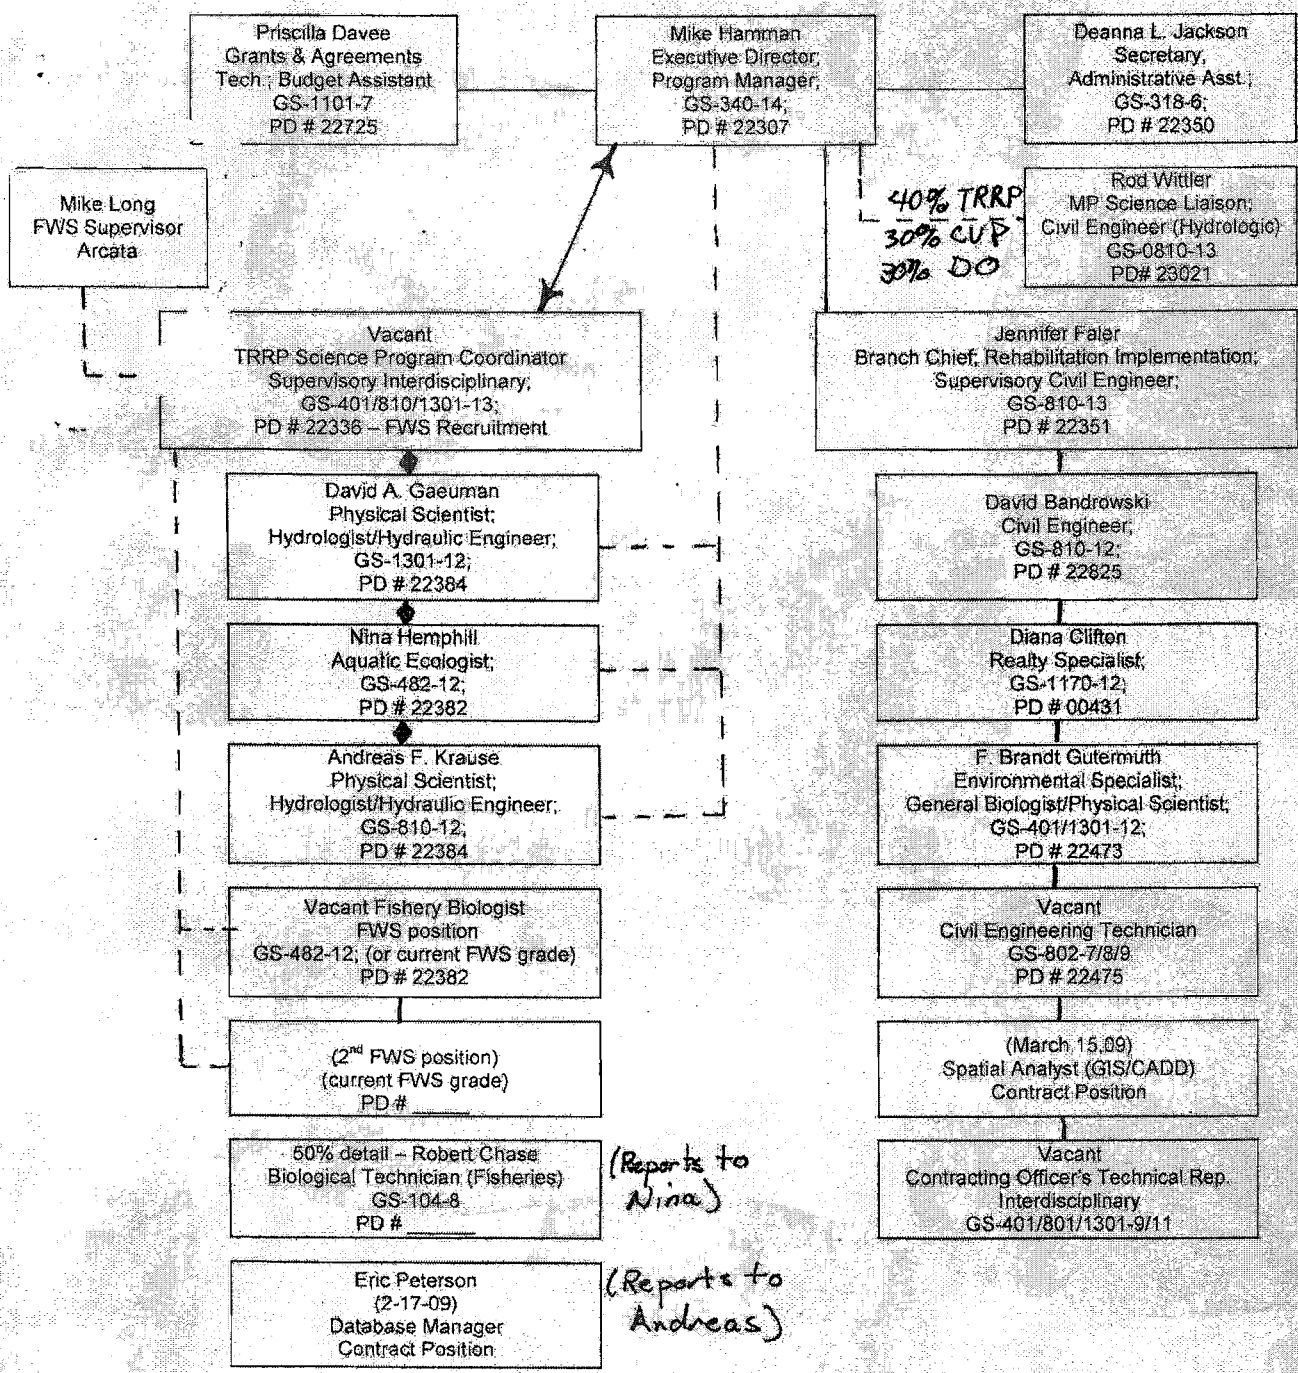 Priscilla Davee
Grants & Agreements
Tech.; Budget Assistant
GS-1101-7
PD # 22725
Mike Hamman
Executive Director;
Program Manager;
GS-340-14;
PD # 22307
Deanna L. Jackson
Secretary;
Administrative Asst.;
GS-318-6;
PD # 22350
Mike Long
FWS Supervisor
Arcata
40% TRRP
30% CVP
30% DO
Rod Wittler
MP Science Liaison;
Civil Engineer (Hydrologic)
GS-0810-13
PD# 23021
Vacant
TRRP Science Program Coordinator
Supervisory Interdisciplinary;
GS-401/810/1301-13;
PD # 22336 – FWS Recruitment
Jennifer Faler
Branch Chief, Rehabilitation Implementation;
Supervisory Civil Engineer;
GS-810-13
PD # 22351
David A. Gaeuman
Physical Scientist;
Hydrologist/Hydraulic Engineer;
GS-1301-12;
PD # 22384
David Bandrowski
Civil Engineer;
GS-810-12;
PD # 22825
Nina Hemphill
Aquatic Ecologist;
GS-482-12;
PD # 22382
Diana Clifton
Realty Specialist;
GS-1170-12;
PD # 00431
Andreas F. Krause
Physical Scientist;
Hydrologist/Hydraulic Engineer;
GS-810-12;
PD # 22384
F. Brandt Gutermuth
Environmental Specialist;
General Biologist/Physical Scientist;
GS-401/1301-12;
PD # 22473
Vacant Fishery Biologist
FWS position
GS-482-12; (or current FWS grade)
PD # 22382
Vacant
Civil Engineering Technician
GS-802-7/8/9
PD # 22475
(2nd FWS position)
(current FWS grade)
PD # _____
(March 15,09)
Spatial Analyst (GIS/CADD)
Contract Position
50% detail – Robert Chase
Biological Technician (Fisheries)
GS-104-8
PD # ______
(Reports to
Nina)
Vacant
Contracting Officer's Technical Rep.
Interdisciplinary
GS-401/801/1301-9/11
Eric Peterson
(2-17-09)
Database Manager
Contract Position
(Reports to
Andreas)